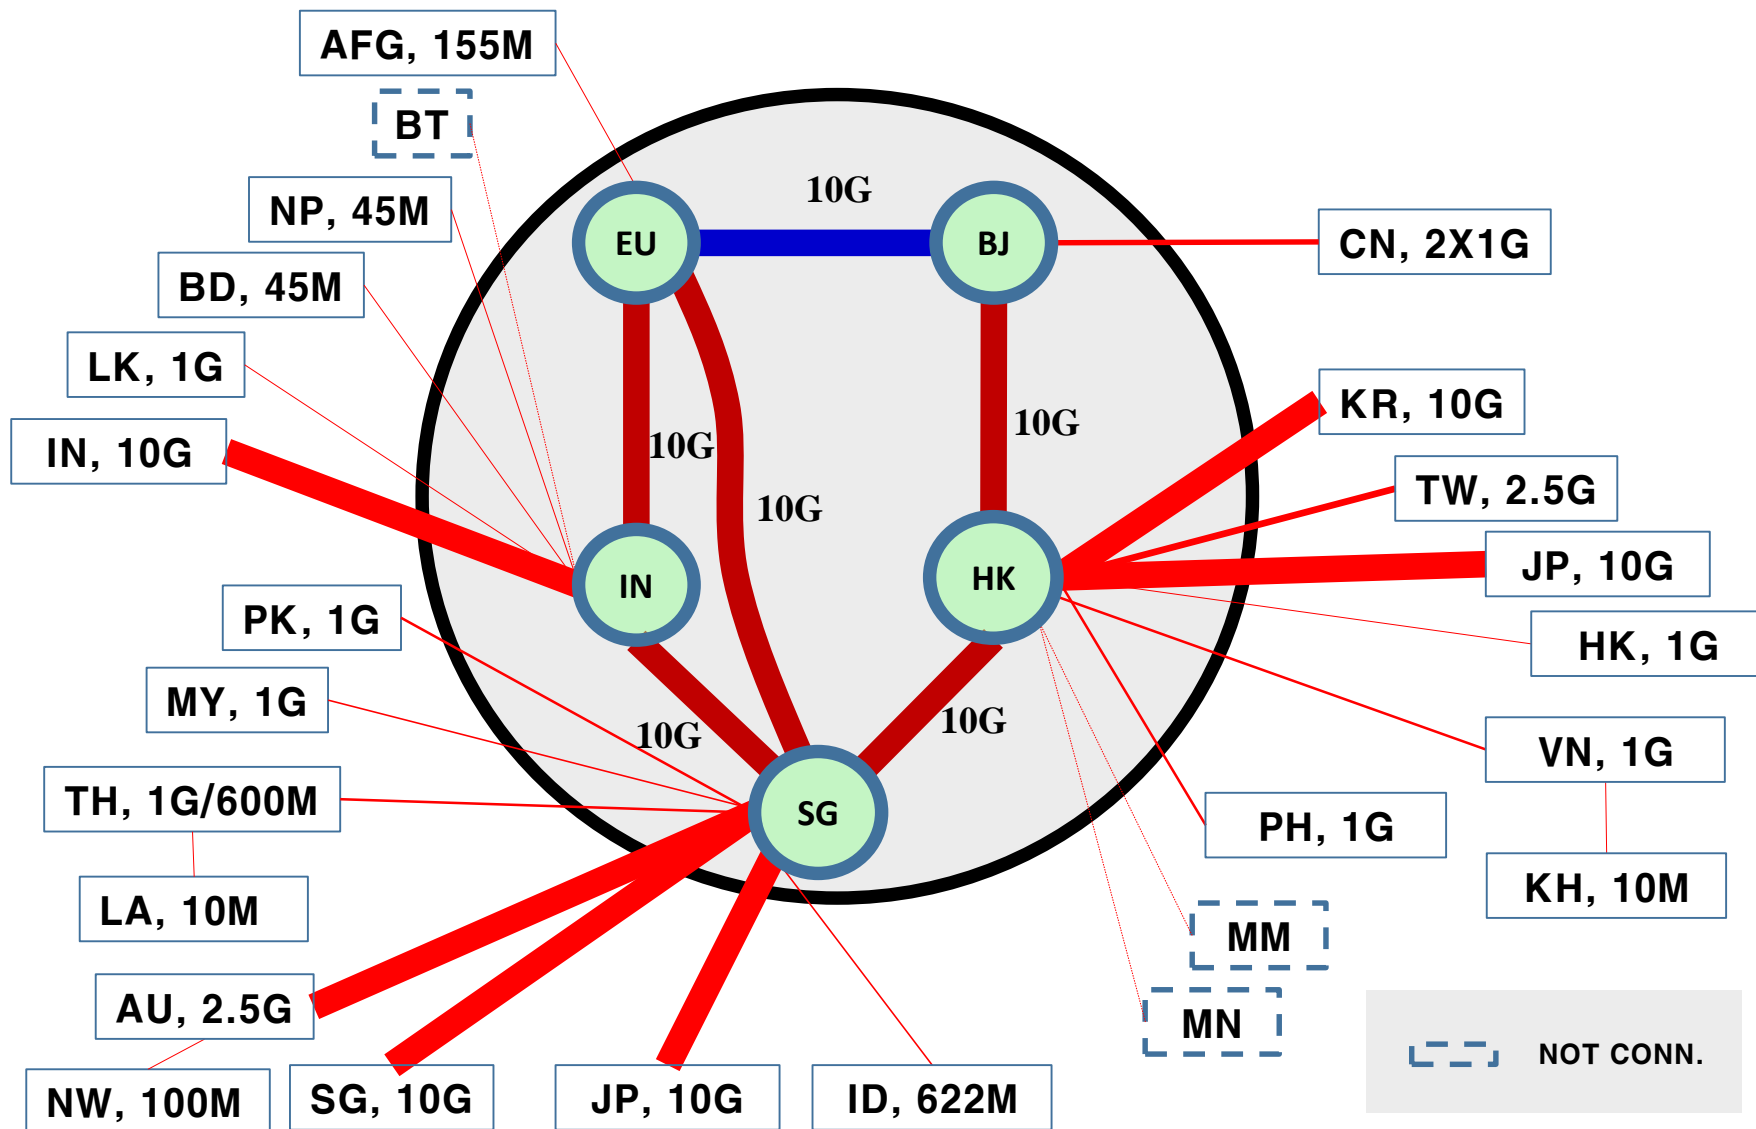 AFG, 155M
BT
NP, 45M
BD, 45M
LK, 1G
IN, 10G
PK, 1G
MY, 1G
TH, 1G/600M
LA, 10M
AU, 2.5G
NW, 100M
SG, 10G
JP, 10G
ID, 622M
EU
10G
BJ
10G
10G
10G
IN
HK
10G
10G
SG
CN, 2X1G
KR, 10G
TW, 2.5G
JP, 10G
HK, 1G
VN, 1G
PH, 1G
KH, 10M
MM
MN
NOT CONN.